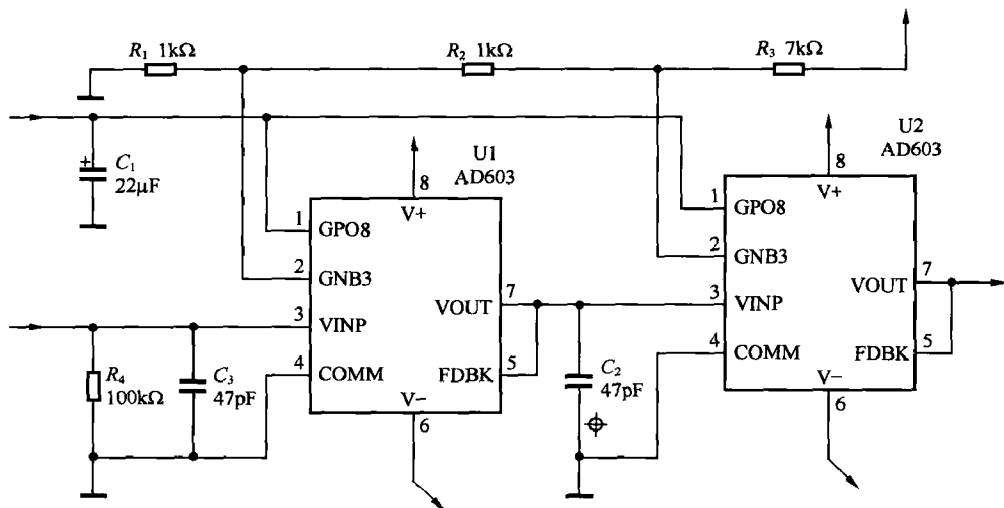 R₁ 1kΩ
R₂ 1kΩ
R₃ 7kΩ
C₁
22μF
U1
AD603
8
V+
1
GPO8
2
GNB3
3
VINP
4
COMM
VOUT
7
FDBK
5
V−
6
R₄
100kΩ
C₃
47pF
C₂
47pF
U2
AD603
8
V+
1
GPO8
2
GNB3
3
VINP
4
COMM
VOUT
7
FDBK
5
V−
6